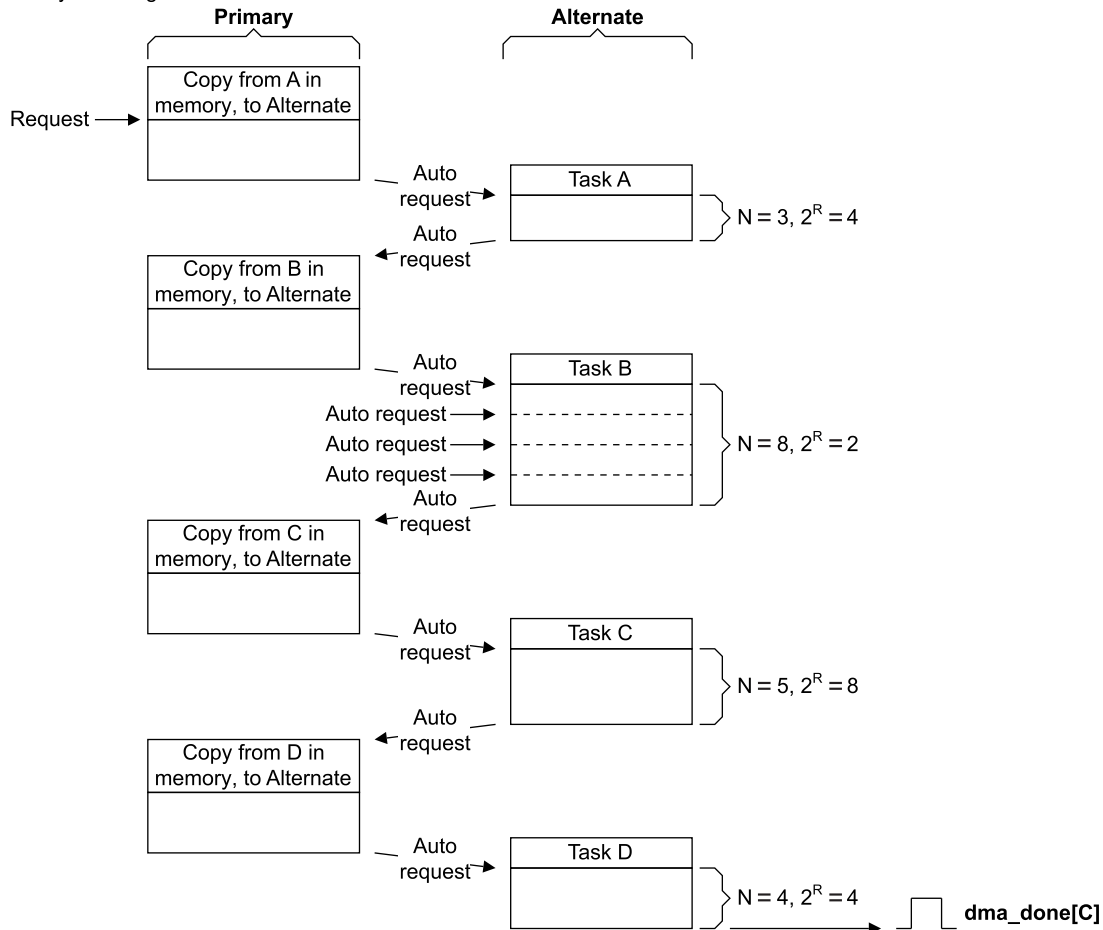 Primary
Alternate
Copy from A in
memory, to Alternate
Request
Auto
request
Task A
N = 3, 2^R = 4
Auto
request
Copy from B in
memory, to Alternate
Auto
request
Task B
Auto request
Auto request
Auto request
N = 8, 2^R = 2
Auto
request
Copy from C in
memory, to Alternate
Auto
request
Task C
N = 5, 2^R = 8
Auto
request
Copy from D in
memory, to Alternate
Auto
request
Task D
N = 4, 2^R = 4
dma_done[C]